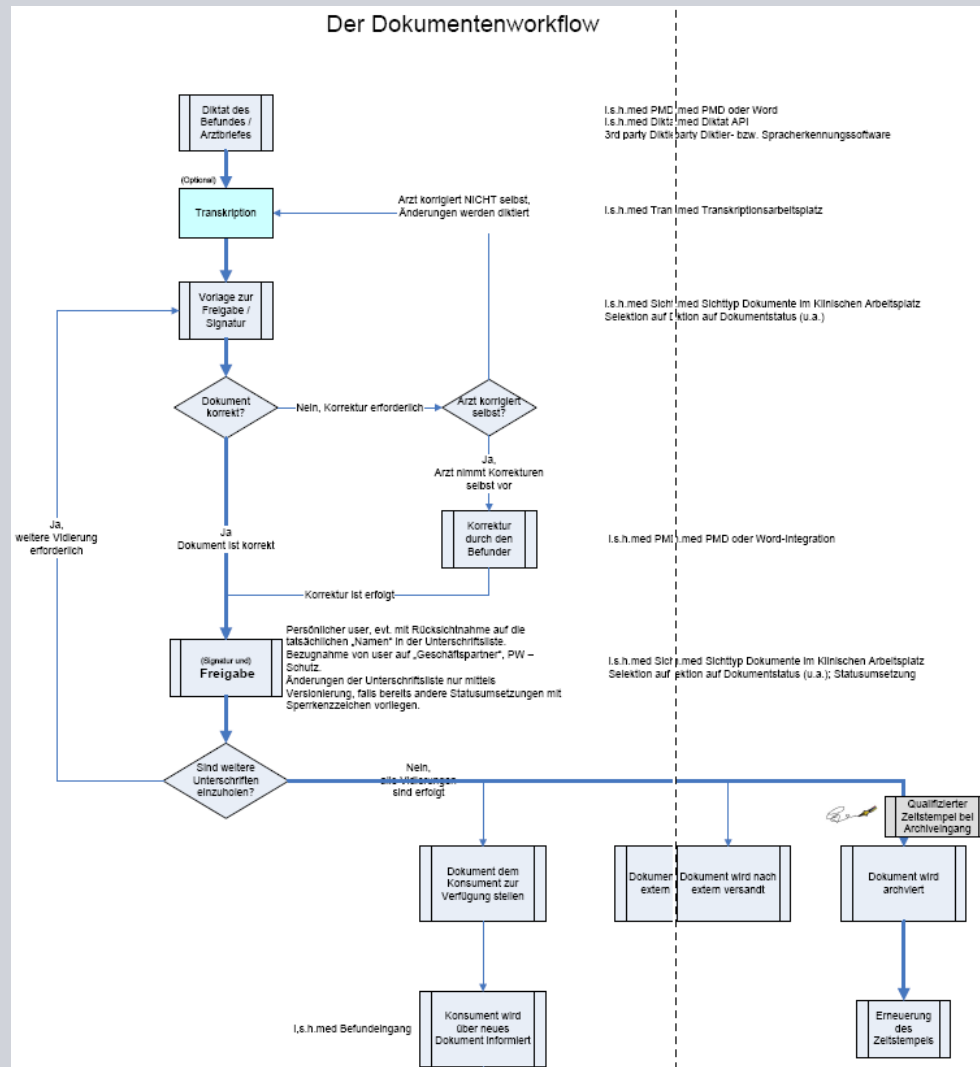 Der Dokumentenworkflow
Diktat des
Befundes /
Arztbriefes
I.s.h.med PMD med PMD oder Word
I.s.h.med Dikta med Diktat API
3rd party Diktie party Diktier- bzw. Spracherkennungssoftware
(Optional)
Transkription
Arzt korrigiert NICHT selbst,
Änderungen werden diktiert
I.s.h.med Tran med Transkriptionsarbeitsplatz
Vorlage zur
Freigabe /
Signatur
I.s.h.med Sicht med Sichttyp Dokumente im Klinischen Arbeitsplatz
Selektion auf ktion auf Dokumentstatus (u.a.)
Dokument
korrekt?
Nein, Korrektur erforderlich
Arzt korrigiert
selbst?
Ja,
Arzt nimmt Korrekturen
selbst vor
Ja,
weitere Vidierung
erforderlich
Ja
Dokument ist korrekt
Korrektur
durch den
Befunder
I.s.h.med PMD .med PMD oder Word-Integration
Korrektur ist erfolgt
(Signatur und)
Freigabe
Persönlicher user, evt. mit Rücksichtnahme auf die
tatsächlichen „Namen“ in der Unterschriftsliste.
Bezugnahme von user auf „Geschäftspartner“, PW –
Schutz.
Änderungen der Unterschriftsliste nur mittels
Versionierung, falls bereits andere Statusumsetzungen mit
Sperrkennzzeichen vorliegen.
I.s.h.med Sich med Sichttyp Dokumente im Klinischen Arbeitsplatz
Selektion auf ektion auf Dokumentstatus (u.a.); Statusumsetzung
Sind weitere
Unterschriften
einzuholen?
Nein,
alle Vidierungen
sind erfolgt
Qualifizierter
Zeitstempel bei
Archiveingang
Dokument dem
Konsument zur
Verfügung stellen
Dokumen
extern
Dokument wird nach
extern versandt
Dokument wird
archviert
I,s.h.med Befundeingang
Konsument wird
über neues
Dokument informiert
Erneuerung
des
Zeitstempels